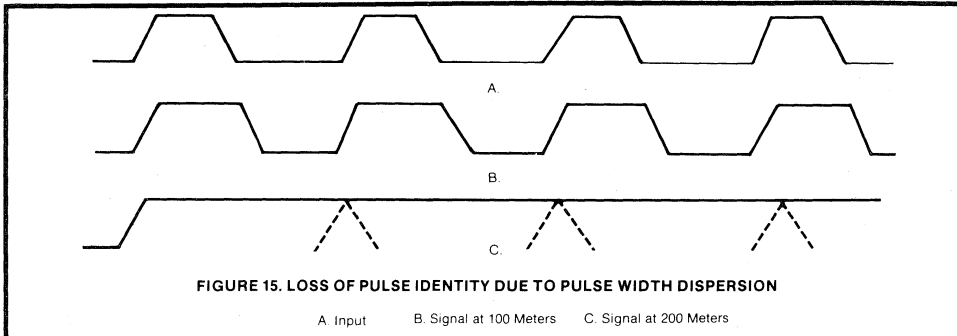 A.
B.
C.
FIGURE 15. LOSS OF PULSE IDENTITY DUE TO PULSE WIDTH DISPERSION
A. Input B. Signal at 100 Meters C. Signal at 200 Meters